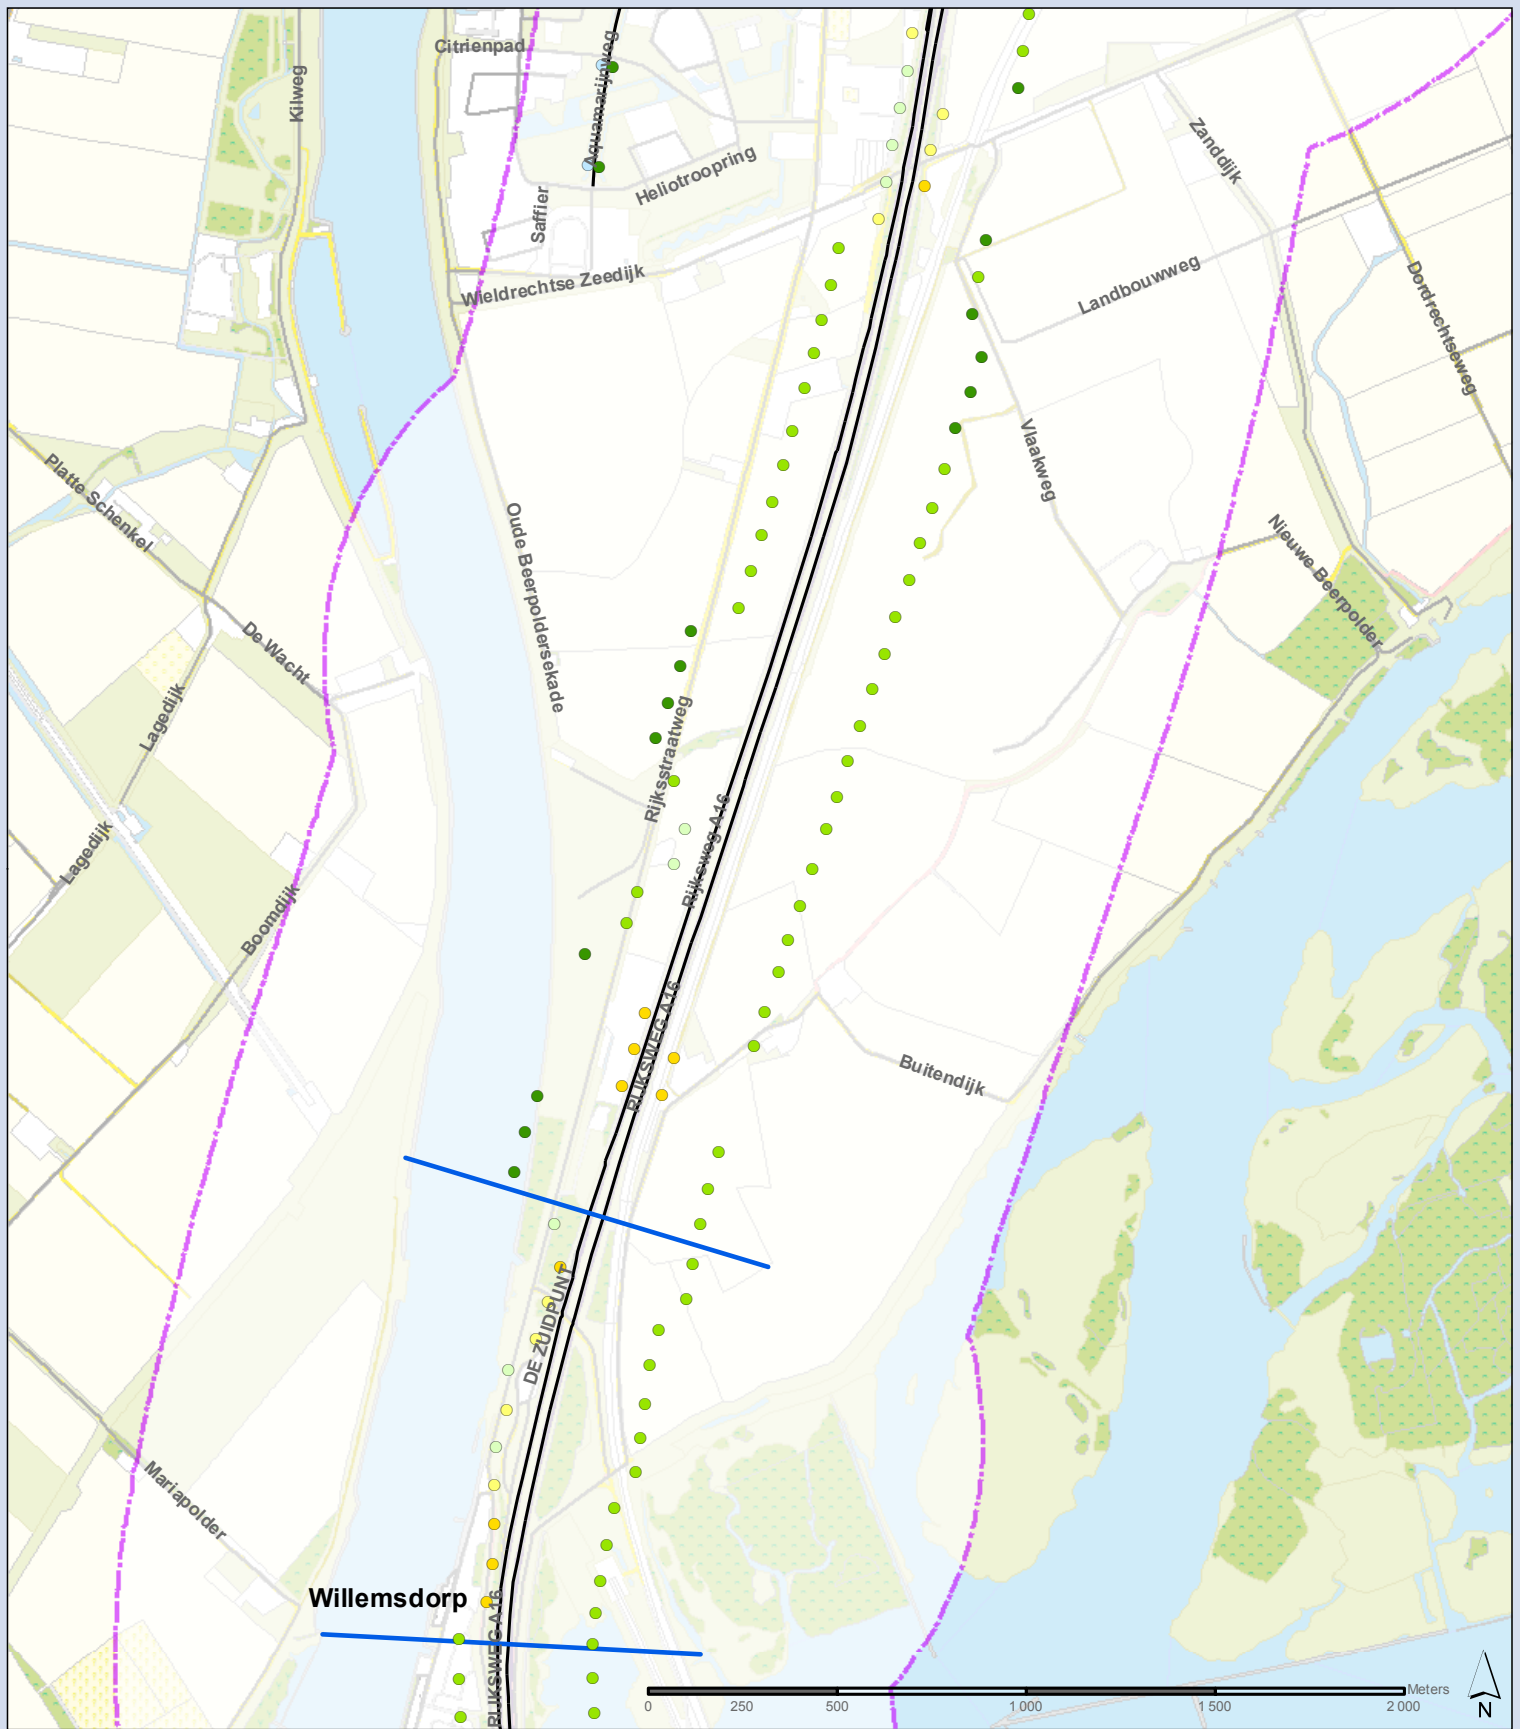 Citrienpad
Kilweg
Aquamarijnweg
Heliotroopring
Saffier
Zanddijk
Wieldrechtse Zeedijk
Landbouwweg
Dordrechtseweg
Platte Schenkel
Vlaakweg
Oude Beerpoldersekade
Nieuwe Beerpolder
De Wacht
Lagedijk
Rijksstraatweg
Rijksweg A16
Lagedijk
Boomdijk
RIJKSWEG A16
Buitendijk
DE ZUIDPUNT
Mariapolder
Willemsdorp
RIJKSWEG A16
Meters
0 250 500 1 000 1 500 2 000
N